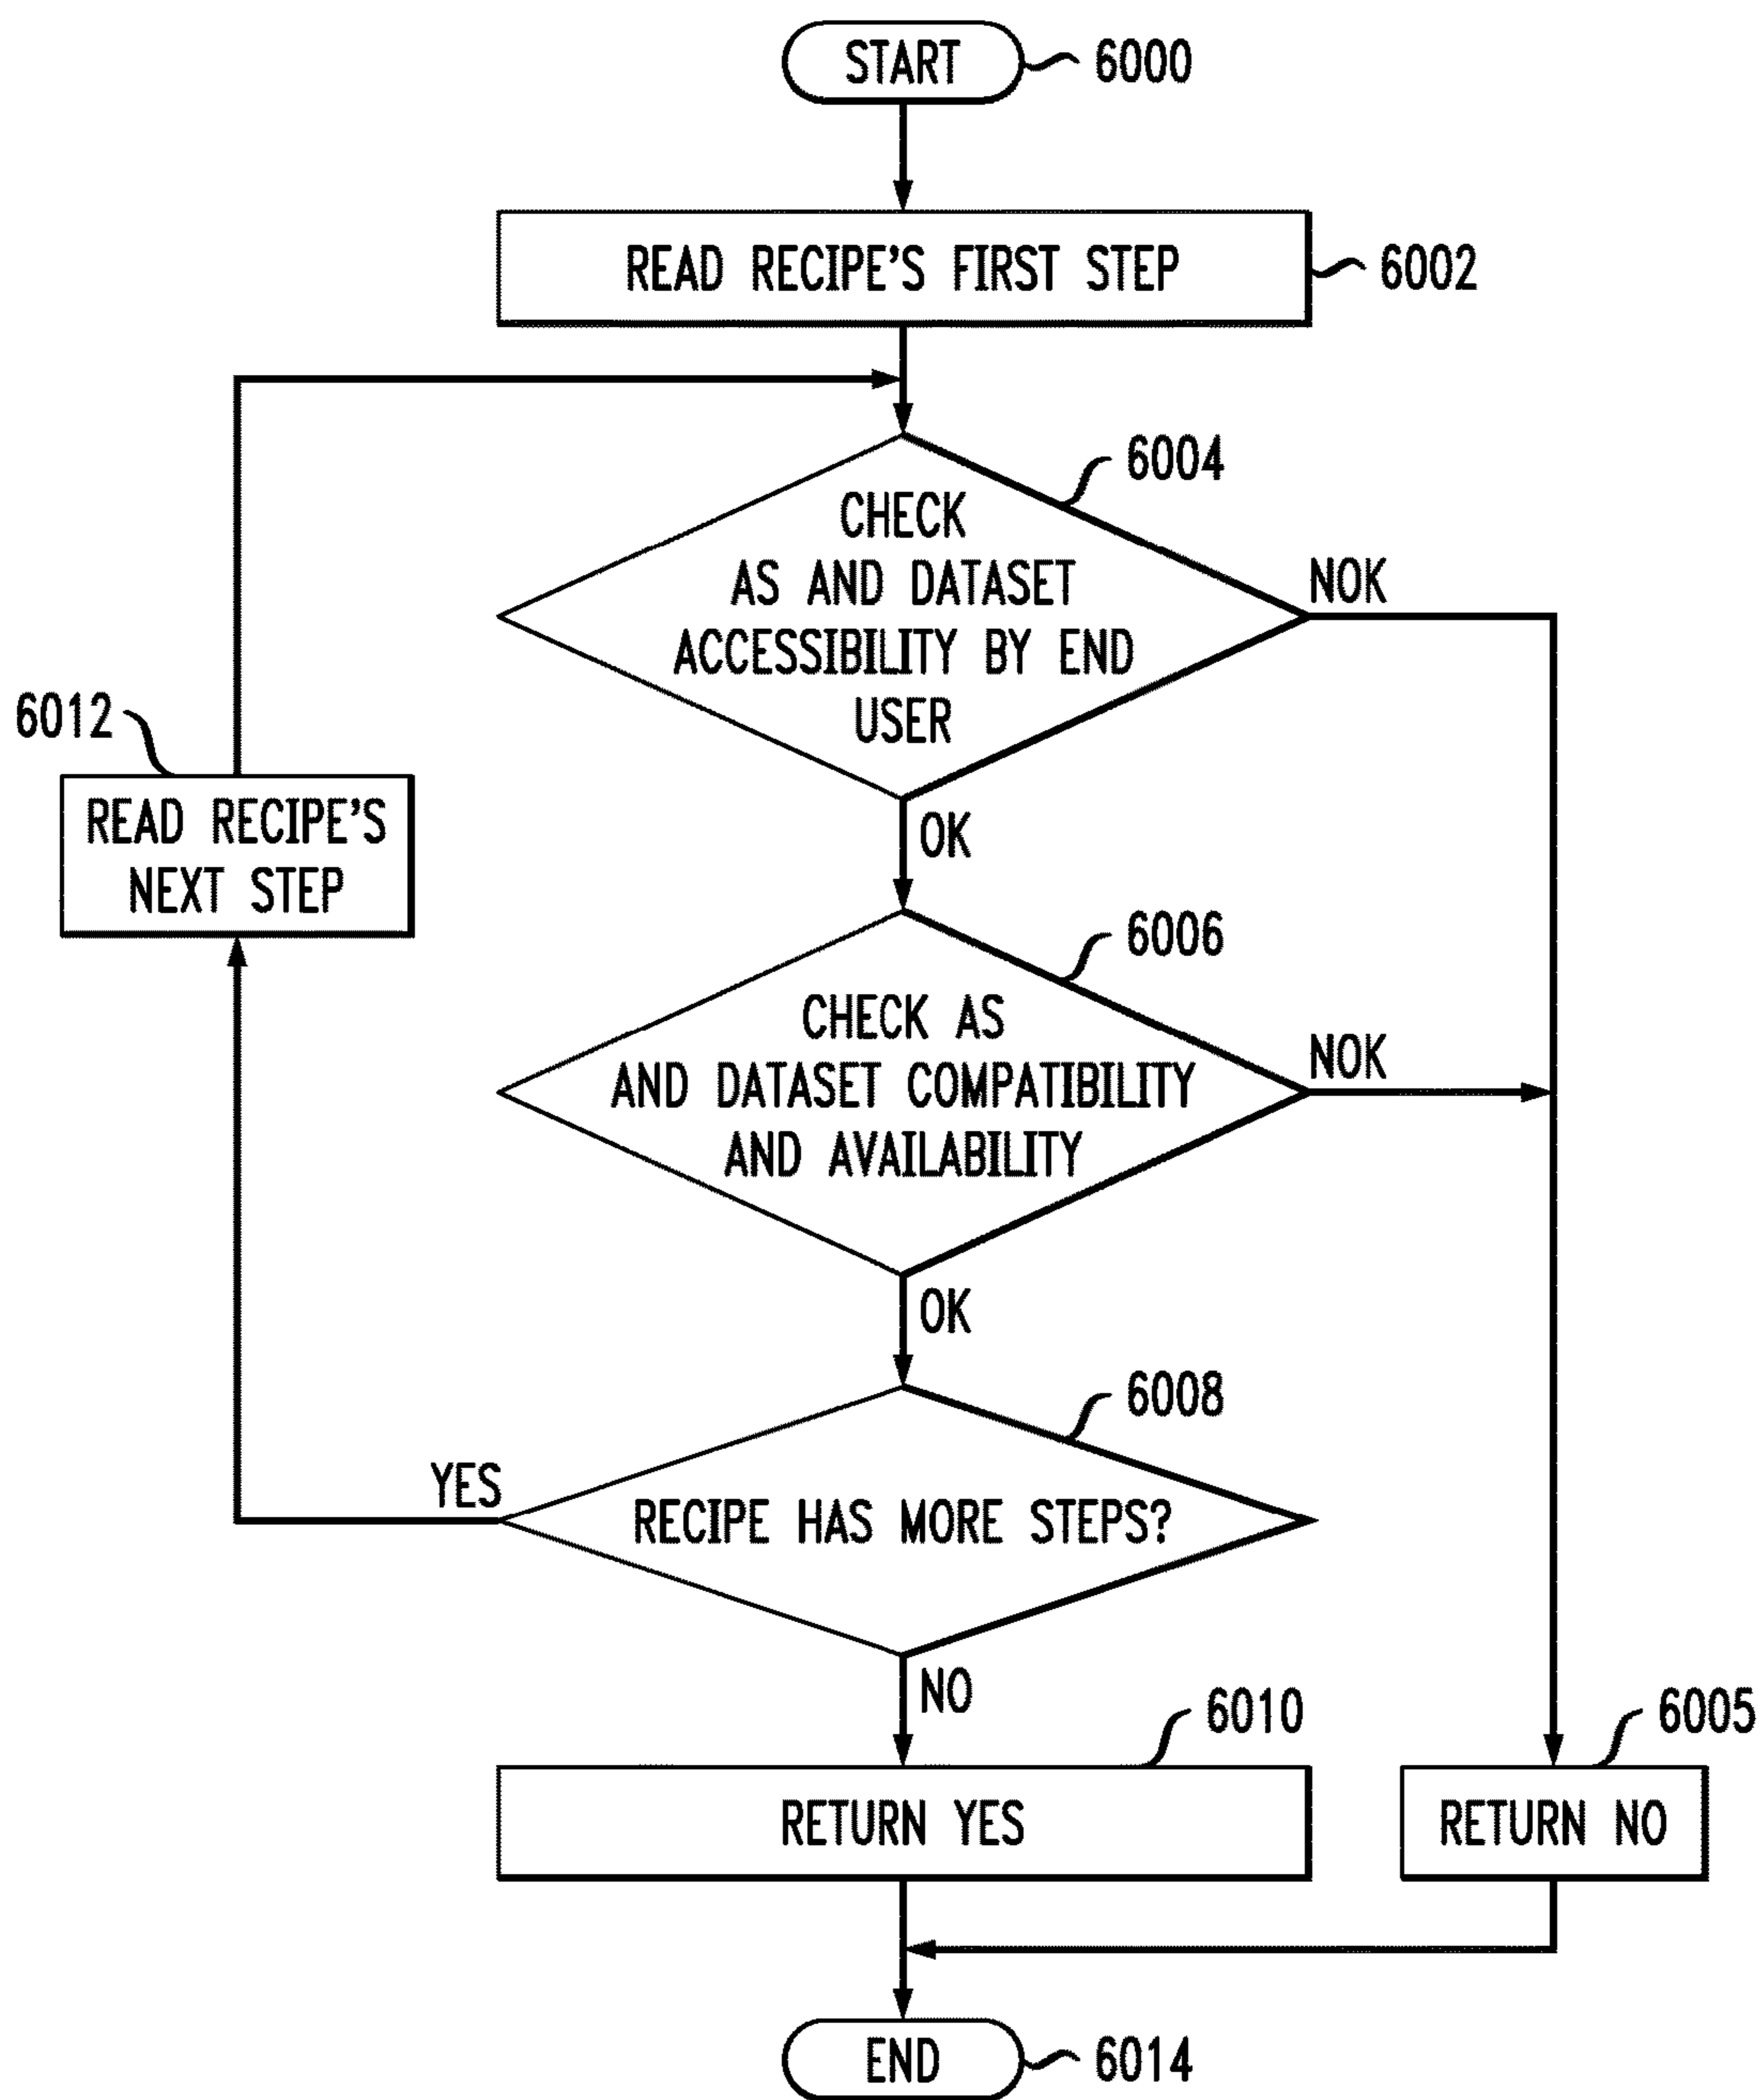 START
6000
READ RECIPE'S FIRST STEP
6002
6004
CHECK
AS AND DATASET
ACCESSIBILITY BY END
USER
NOK
OK
6012
READ RECIPE'S
NEXT STEP
6006
CHECK AS
AND DATASET COMPATIBILITY
AND AVAILABILITY
NOK
OK
6008
YES
RECIPE HAS MORE STEPS?
NO
6010
RETURN YES
6005
RETURN NO
END
6014